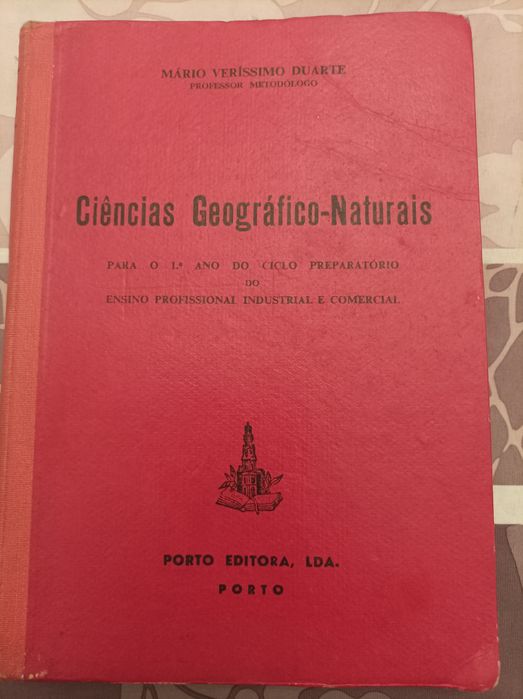 MÁRIO VERÍSSIMO DUARTE
PROFESSOR METODÓLOGO
Ciências Geográfico-Naturais
PARA O 1.º ANO DO CICLO PREPARATÓRIO
DO
ENSINO PROFISSIONAL INDUSTRIAL E COMERCIAL
PORTO EDITORA, LDA.
PORTO